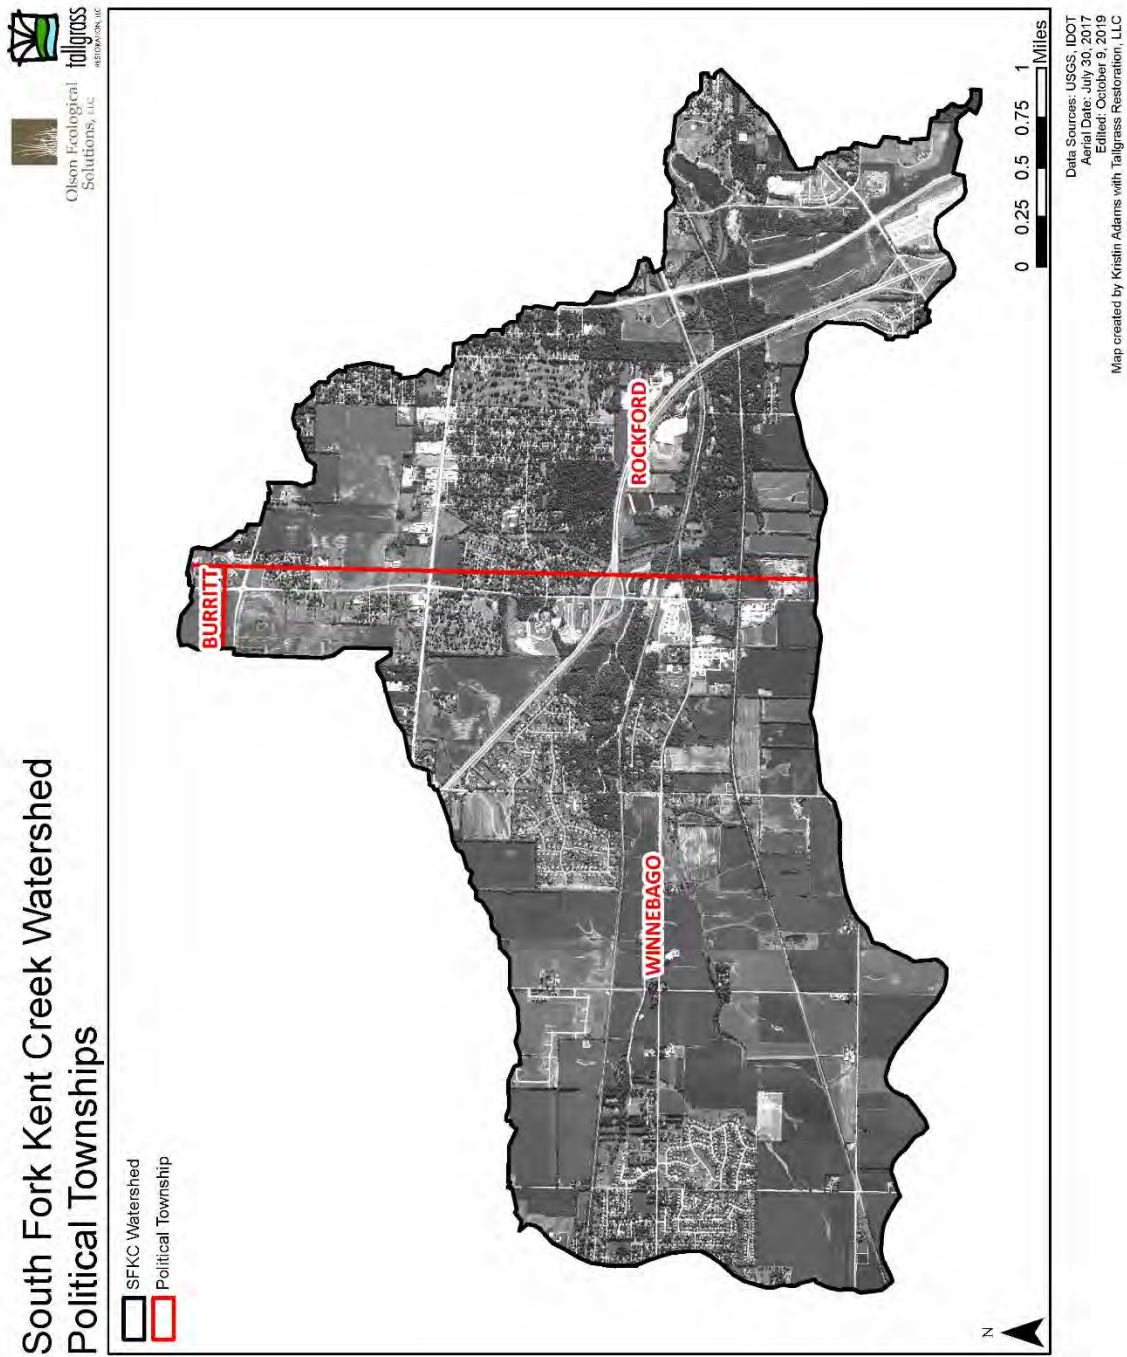 South Fork Kent Creek Watershed
Political Townships
Olson Ecological
Solutions, LLC
tallgrass
RESTORATION, LLC
SFKC Watershed
Political Township
BURRITT
WINNEBAGO
ROCKFORD
N
0 0.25 0.5 0.75 1
Miles
Data Sources: USGS, IDOT
Aerial Date: July 30, 2017
Edited: October 9, 2019
Map created by Kristin Adams with Tallgrass Restoration, LLC